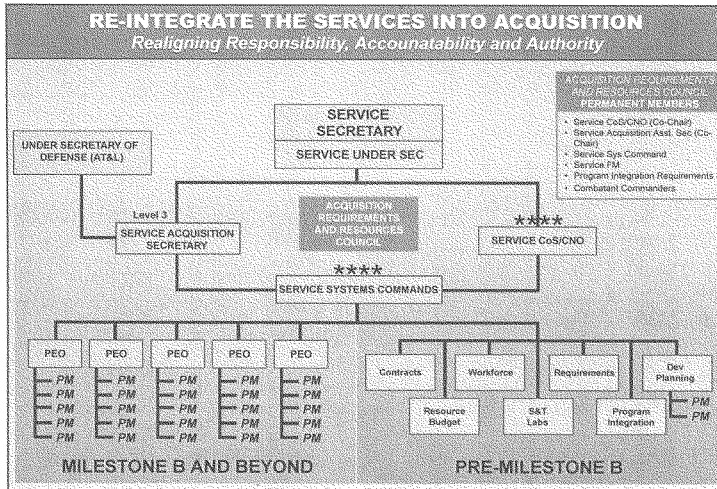 RE-INTEGRATE THE SERVICES INTO ACQUISITION
Realigning Responsibility, Accounatability and Authority
ACQUISITION REQUIREMENTS
AND RESOURCES COUNCIL
PERMANENT MEMBERS
• Service CoS/CNO (Co-Chair)
• Service Acquisition Asst. Sec (Co-
Chair)
• Service Sys Command
• Service FM
• Program Integration Requirements
• Combatant Commanders
SERVICE
SECRETARY
SERVICE UNDER SEC
UNDER SECRETARY OF
DEFENSE (AT&L)
Level 3
SERVICE ACQUISITION
SECRETARY
ACQUISITION
REQUIREMENTS
AND RESOURCES
COUNCIL
****
SERVICE CoS/CNO
****
SERVICE SYSTEMS COMMANDS
PEO PEO PEO PEO PEO
PM PM PM PM PM
PM PM PM PM PM
PM PM PM PM PM
PM PM PM PM PM
PM PM PM PM PM
MILESTONE B AND BEYOND
Contracts
Workforce
Requirements
Dev
Planning
PM
PM
Resource
Budget
S&T
Labs
Program
Integration
PRE-MILESTONE B